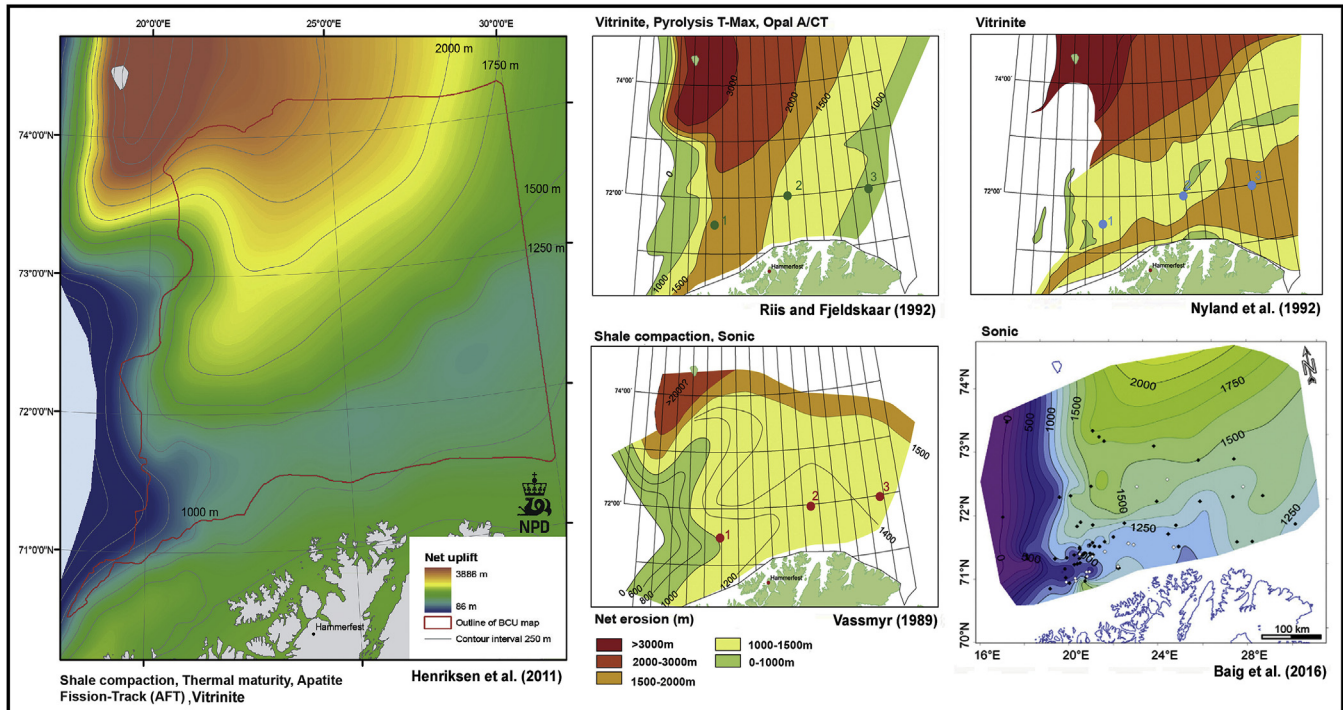 20°0'0"E
25°0'0"E
30°0'0"E
2000 m
1750 m
1500 m
1250 m
1000 m
74°0'0"N
73°0'0"N
72°0'0"N
71°0'0"N
NPD
Net uplift
3886 m
86 m
Outline of BCU map
Contour interval 250 m
Hammerfest
Shale compaction, Thermal maturity, Apatite
Fission-Track (AFT) ,Vitrinite
Henriksen et al. (2011)
Vitrinite, Pyrolysis T-Max, Opal A/CT
74°00'
72°00'
3000
2000
1500
1000
0
1
2
3
1000
1500
Hammerfest
Riis and Fjeldskaar (1992)
Vitrinite
74°00'
72°00'
1
2
3
Hammerfest
Nyland et al. (1992)
Shale compaction, Sonic
74°00'
72°00'
>2000?
1500
1400
1200
1
2
3
0
600
800
1000
Hammerfest
Vassmyr (1989)
Net erosion (m)
>3000m
2000-3000m
1500-2000m
1000-1500m
0-1000m
Sonic
N
74°N
73°N
72°N
71°N
70°N
0
500
1000
1500
2000
1750
1500
1500
1250
1250
0
500
100 km
16°E
20°E
24°E
28°E
Baig et al. (2016)